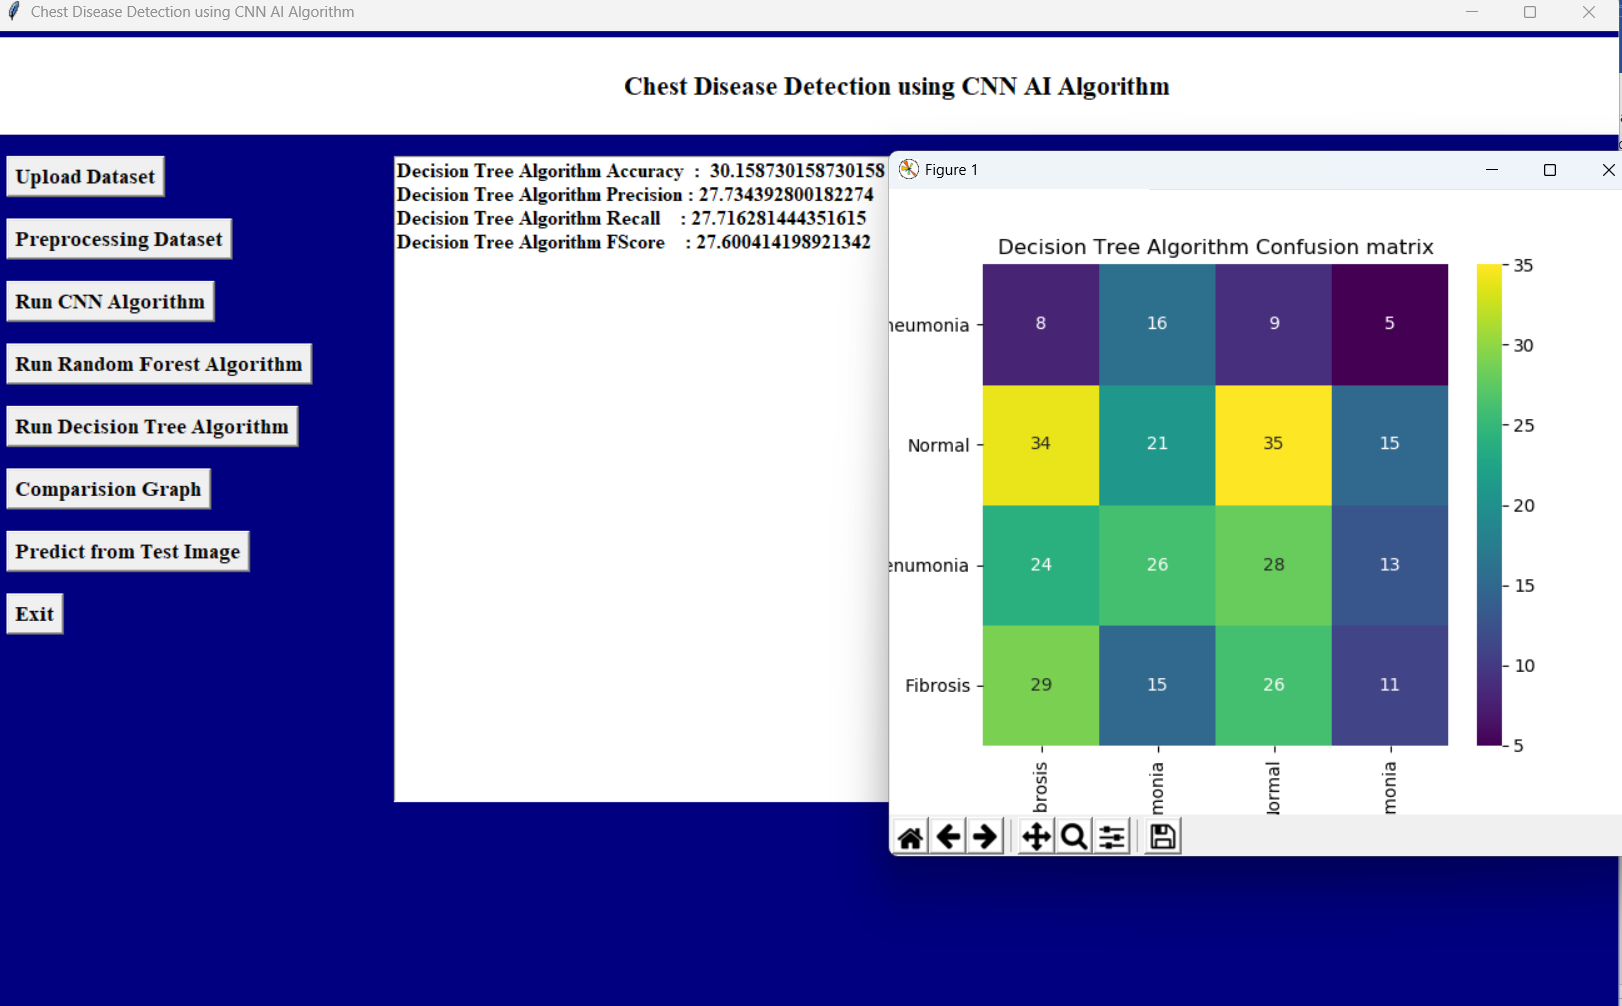 Chest Disease Detection using CNN AI Algorithm
Chest Disease Detection using CNN AI Algorithm
Upload Dataset
Preprocessing Dataset
Run CNN Algorithm
Run Random Forest Algorithm
Run Decision Tree Algorithm
Comparision Graph
Predict from Test Image
Exit
Decision Tree Algorithm Accuracy : 30.158730158730158
Decision Tree Algorithm Precision : 27.734392800182274
Decision Tree Algorithm Recall : 27.716281444351615
Decision Tree Algorithm FScore : 27.600414198921342
Figure 1
Decision Tree Algorithm Confusion matrix
neumonia 8 16 9 5
Normal 34 21 35 15
enumonia 24 26 28 13
Fibrosis 29 15 26 11
brosis
monia
Normal
monia
35
30
25
20
15
10
5